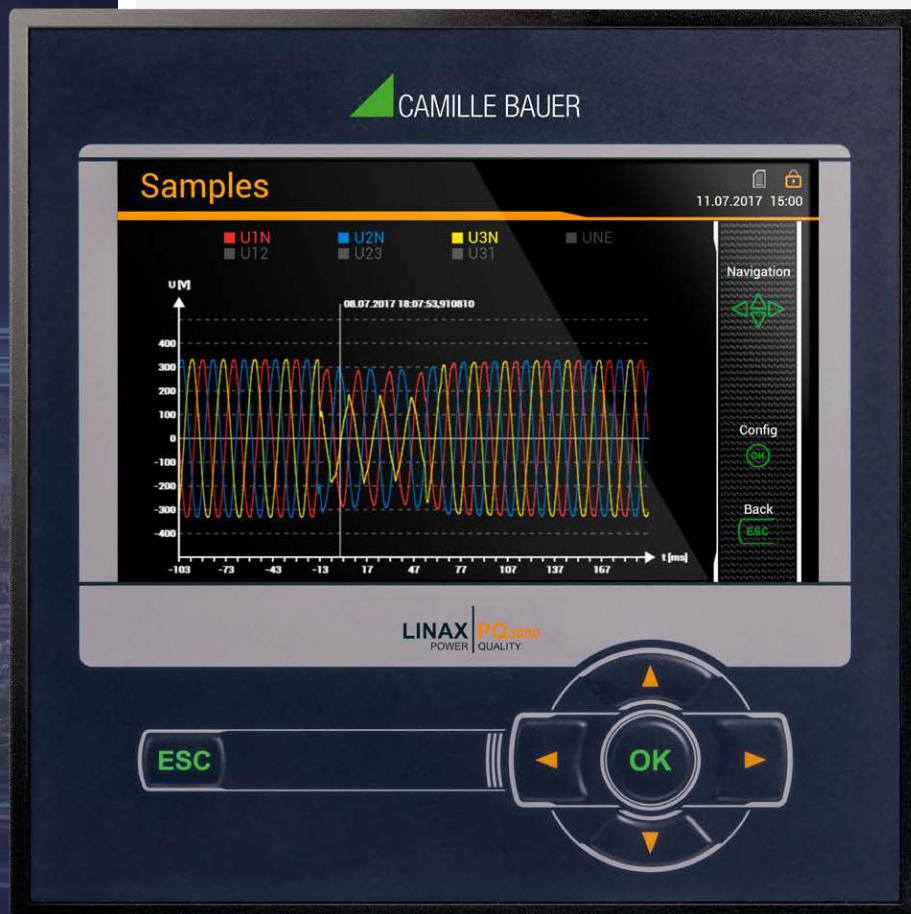 CAMILLE BAUER
Samples
11.07.2017 15:00
U1N U2N U3N UNE
U12 U23 U31
Navigation
08.07.2017 18:07:53,910810
400
300
200
100
0
-100
-200
-300
-400
Config
OK
Back
ESC
t [ms]
-103 -73 -43 -13 17 47 77 107 137 167
LINAX PQ3000
POWER QUALITY
ESC
OK